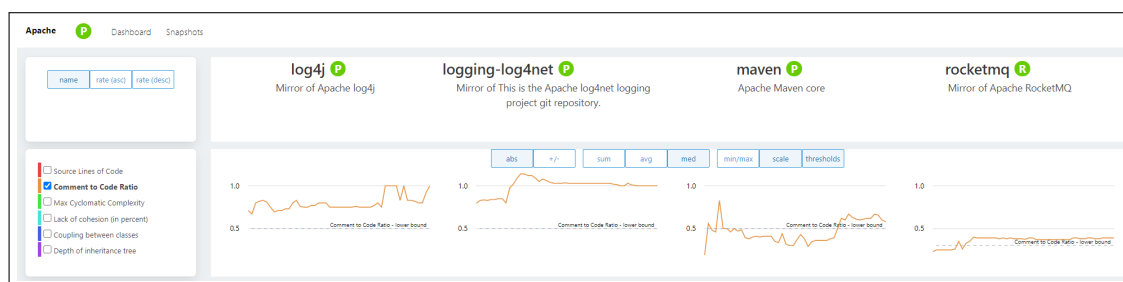 Apache P Dashboard Snapshots
name rate (asc) rate (desc)
log4j P
Mirror of Apache log4j
logging-log4net P
Mirror of This is the Apache log4net logging
project git repository.
maven P
Apache Maven core
rocketmq R
Mirror of Apache RocketMQ
Source Lines of Code
Comment to Code Ratio
Max Cyclomatic Complexity
Lack of cohesion (in percent)
Coupling between classes
Depth of inheritance tree
abs +/- sum avg med min/max scale thresholds
1.0
0.5
Comment to Code Ratio - lower bound
1.0
0.5
Comment to Code Ratio - lower bound
1.0
0.5
Comment to Code Ratio - lower bound
1.0
0.5
Comment to Code Ratio - lower bound